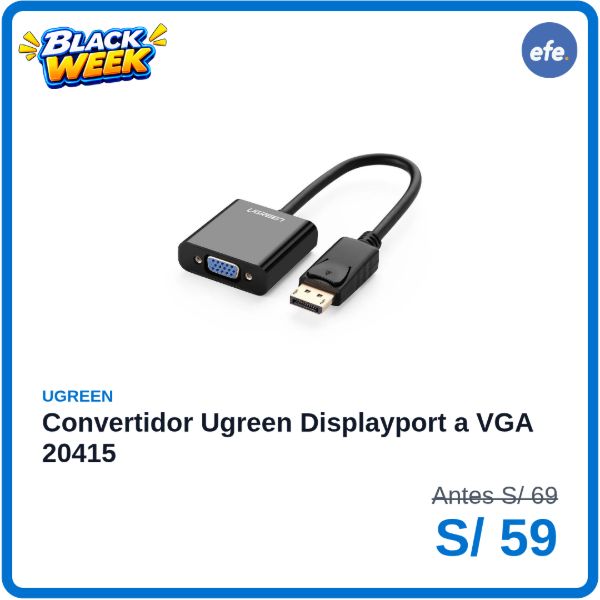 BLACK
WEEK
efe.
UGREEN
UGREEN
Convertidor Ugreen Displayport a VGA
20415
Antes S/ 69
S/ 59